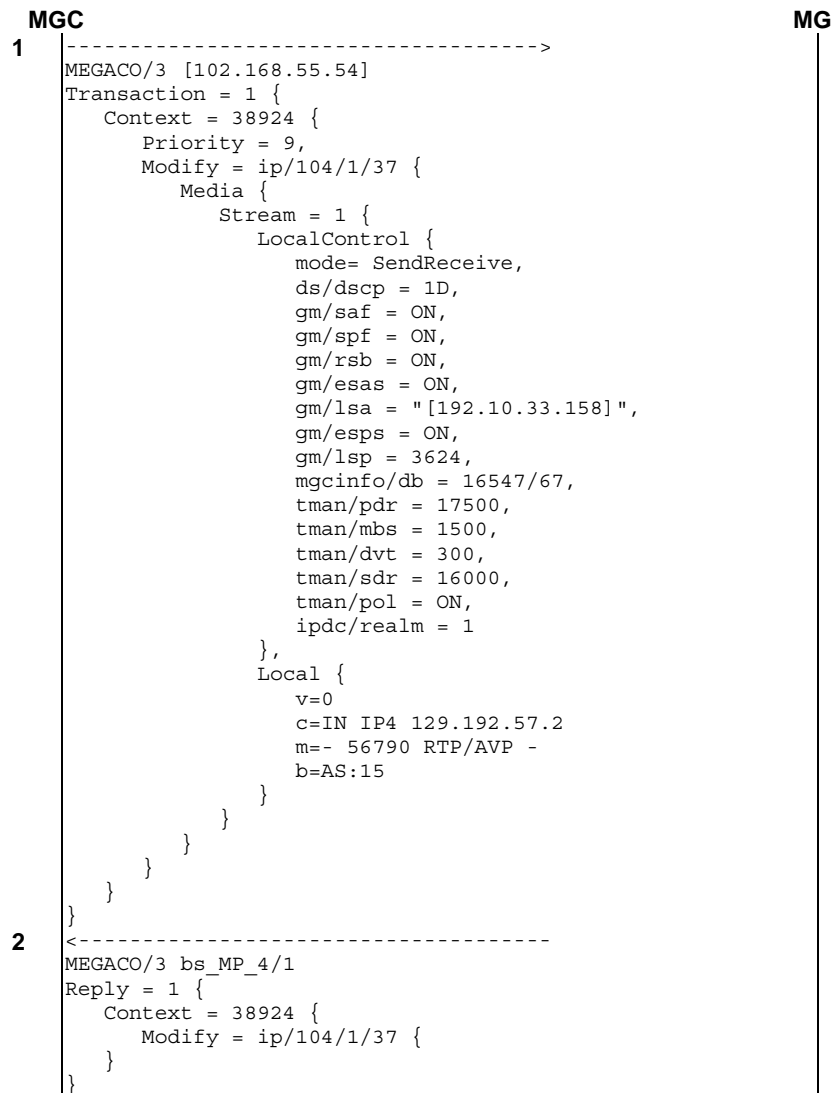 MGC MG
1 ------------------------------------->
MEGACO/3 [102.168.55.54]
Transaction = 1 {
Context = 38924 {
Priority = 9,
Modify = ip/104/1/37 {
Media {
Stream = 1 {
LocalControl {
mode= SendReceive,
ds/dscp = 1D,
gm/saf = ON,
gm/spf = ON,
gm/rsb = ON,
gm/esas = ON,
gm/lsa = "[192.10.33.158]",
gm/esps = ON,
gm/lsp = 3624,
mgcinfo/db = 16547/67,
tman/pdr = 17500,
tman/mbs = 1500,
tman/dvt = 300,
tman/sdr = 16000,
tman/pol = ON,
ipdc/realm = 1
},
Local {
v=0
c=IN IP4 129.192.57.2
m=- 56790 RTP/AVP -
b=AS:15
}
}
}
}
}
}
2 <-------------------------------------
MEGACO/3 bs_MP_4/1
Reply = 1 {
Context = 38924 {
Modify = ip/104/1/37 {
}
}